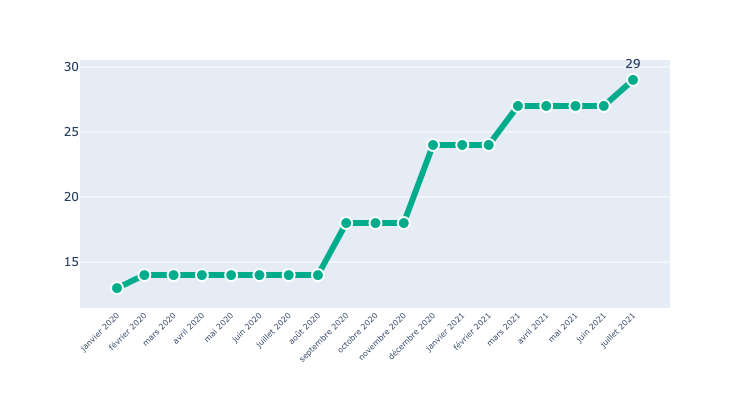 29
30
25
20
15
janvier 2020
février 2020
mars 2020
avril 2020
mai 2020
juin 2020
juillet 2020
août 2020
septembre 2020
octobre 2020
novembre 2020
décembre 2020
janvier 2021
février 2021
mars 2021
avril 2021
mai 2021
juin 2021
juillet 2021